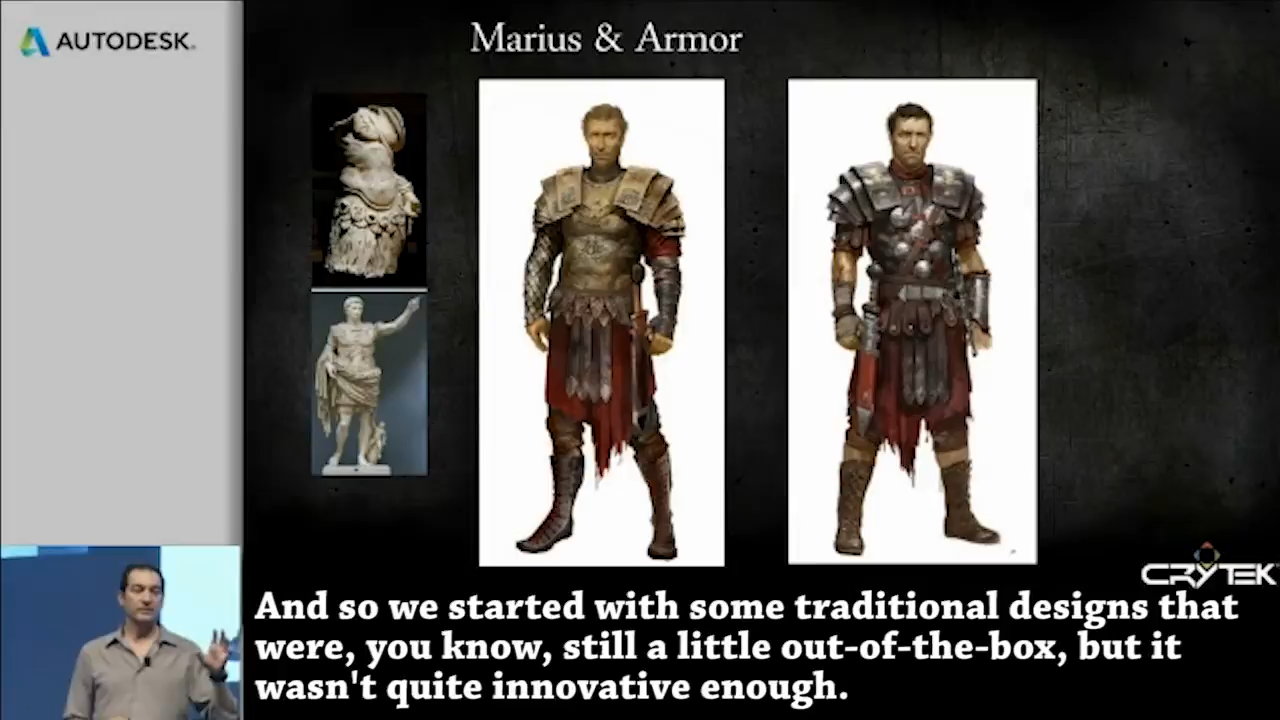 AUTODESK.
Marius & Armor
CRYTEK
And so we started with some traditional designs that
were, you know, still a little out-of-the-box, but it
wasn't quite innovative enough.